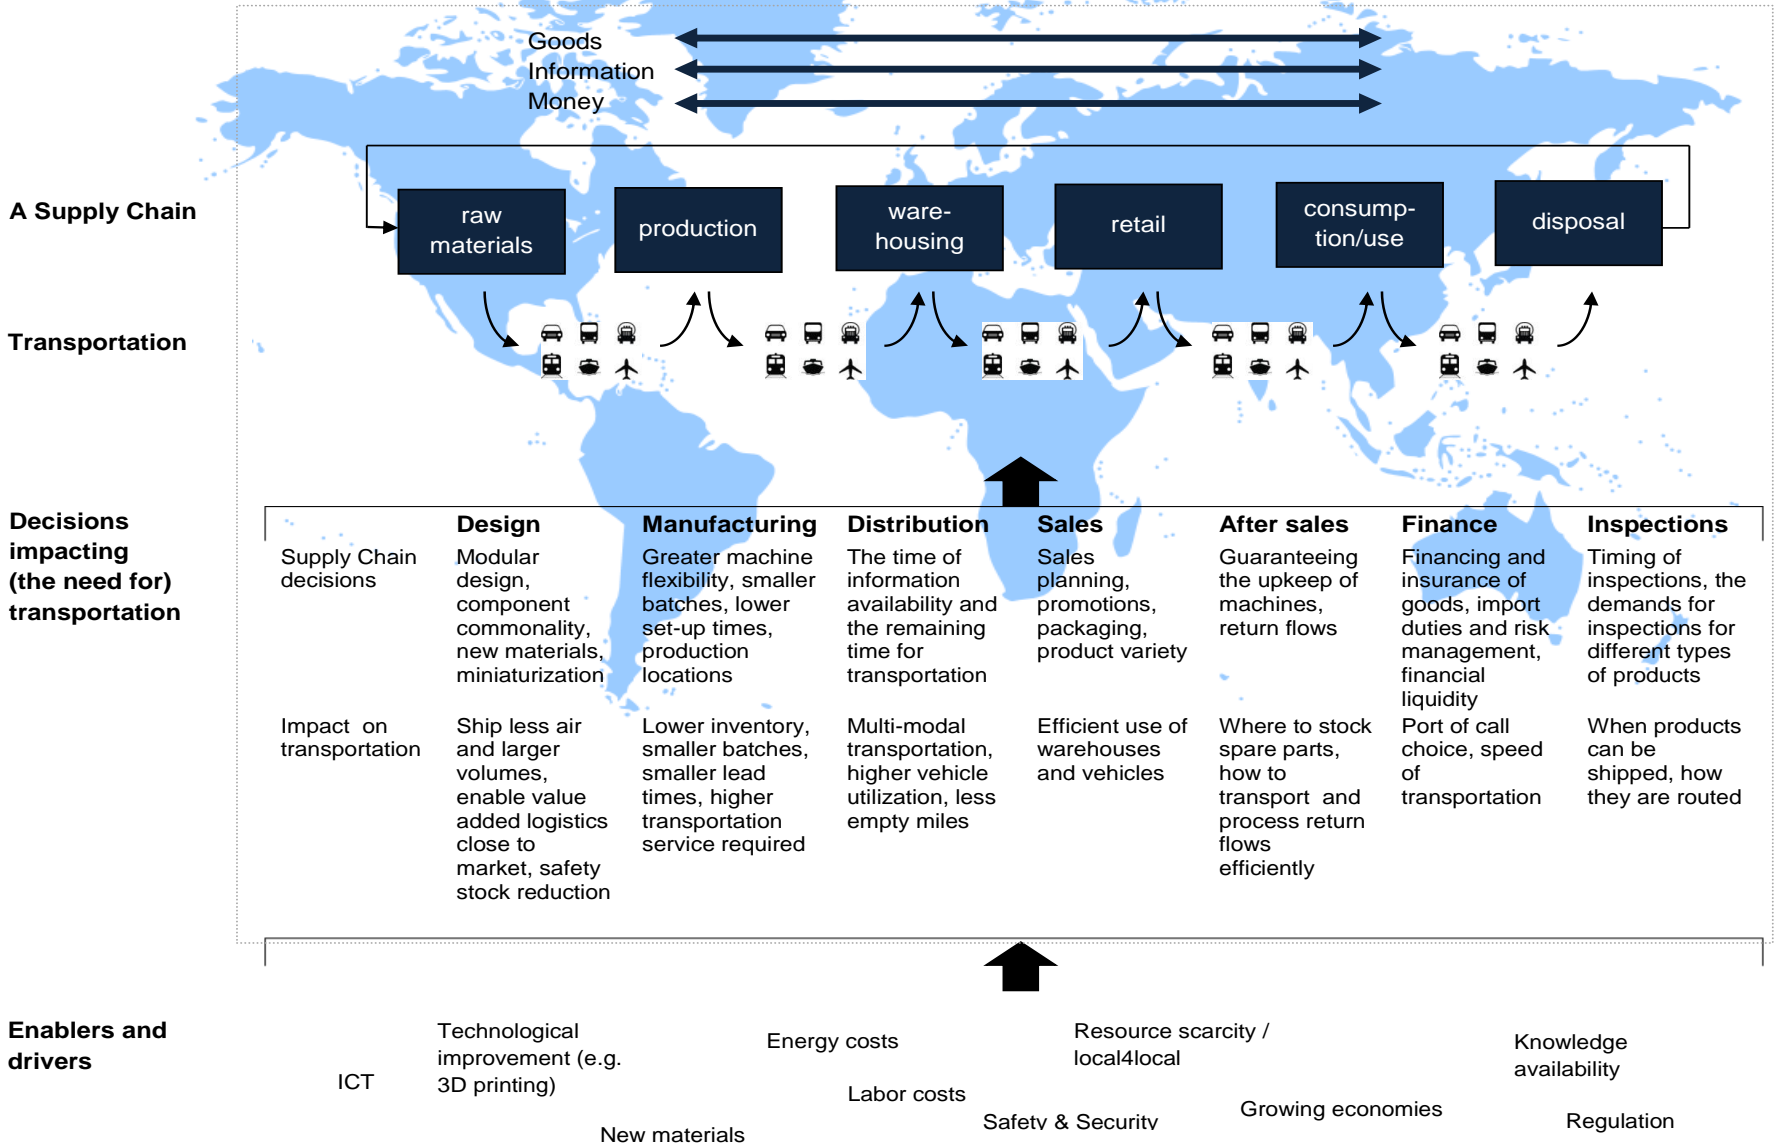 Goods
Information
Money
A Supply Chain
raw
materials
production
ware-
housing
retail
consump-
tion/use
disposal
Transportation
Decisions
impacting
(the need for)
transportation
Design
Manufacturing
Distribution
Sales
After sales
Finance
Inspections
Supply Chain
decisions
Modular
design,
component
commonality,
new materials,
miniaturization
Greater machine
flexibility, smaller
batches, lower
set-up times,
production
locations
The time of
information
availability and
the remaining
time for
transportation
Sales
planning,
promotions,
packaging,
product variety
Guaranteeing
the upkeep of
machines,
return flows
Financing and
insurance of
goods, import
duties and risk
management,
financial
liquidity
Timing of
inspections, the
demands for
inspections for
different types
of products
Impact on
transportation
Ship less air
and larger
volumes,
enable value
added logistics
close to
market, safety
stock reduction
Lower inventory,
smaller batches,
smaller lead
times, higher
transportation
service required
Multi-modal
transportation,
higher vehicle
utilization, less
empty miles
Efficient use of
warehouses
and vehicles
Where to stock
spare parts,
how to
transport and
process return
flows
efficiently
Port of call
choice, speed
of
transportation
When products
can be
shipped, how
they are routed
Enablers and
drivers
ICT
Technological
improvement (e.g.
3D printing)
New materials
Energy costs
Labor costs
Safety & Security
Resource scarcity /
local4local
Growing economies
Knowledge
availability
Regulation